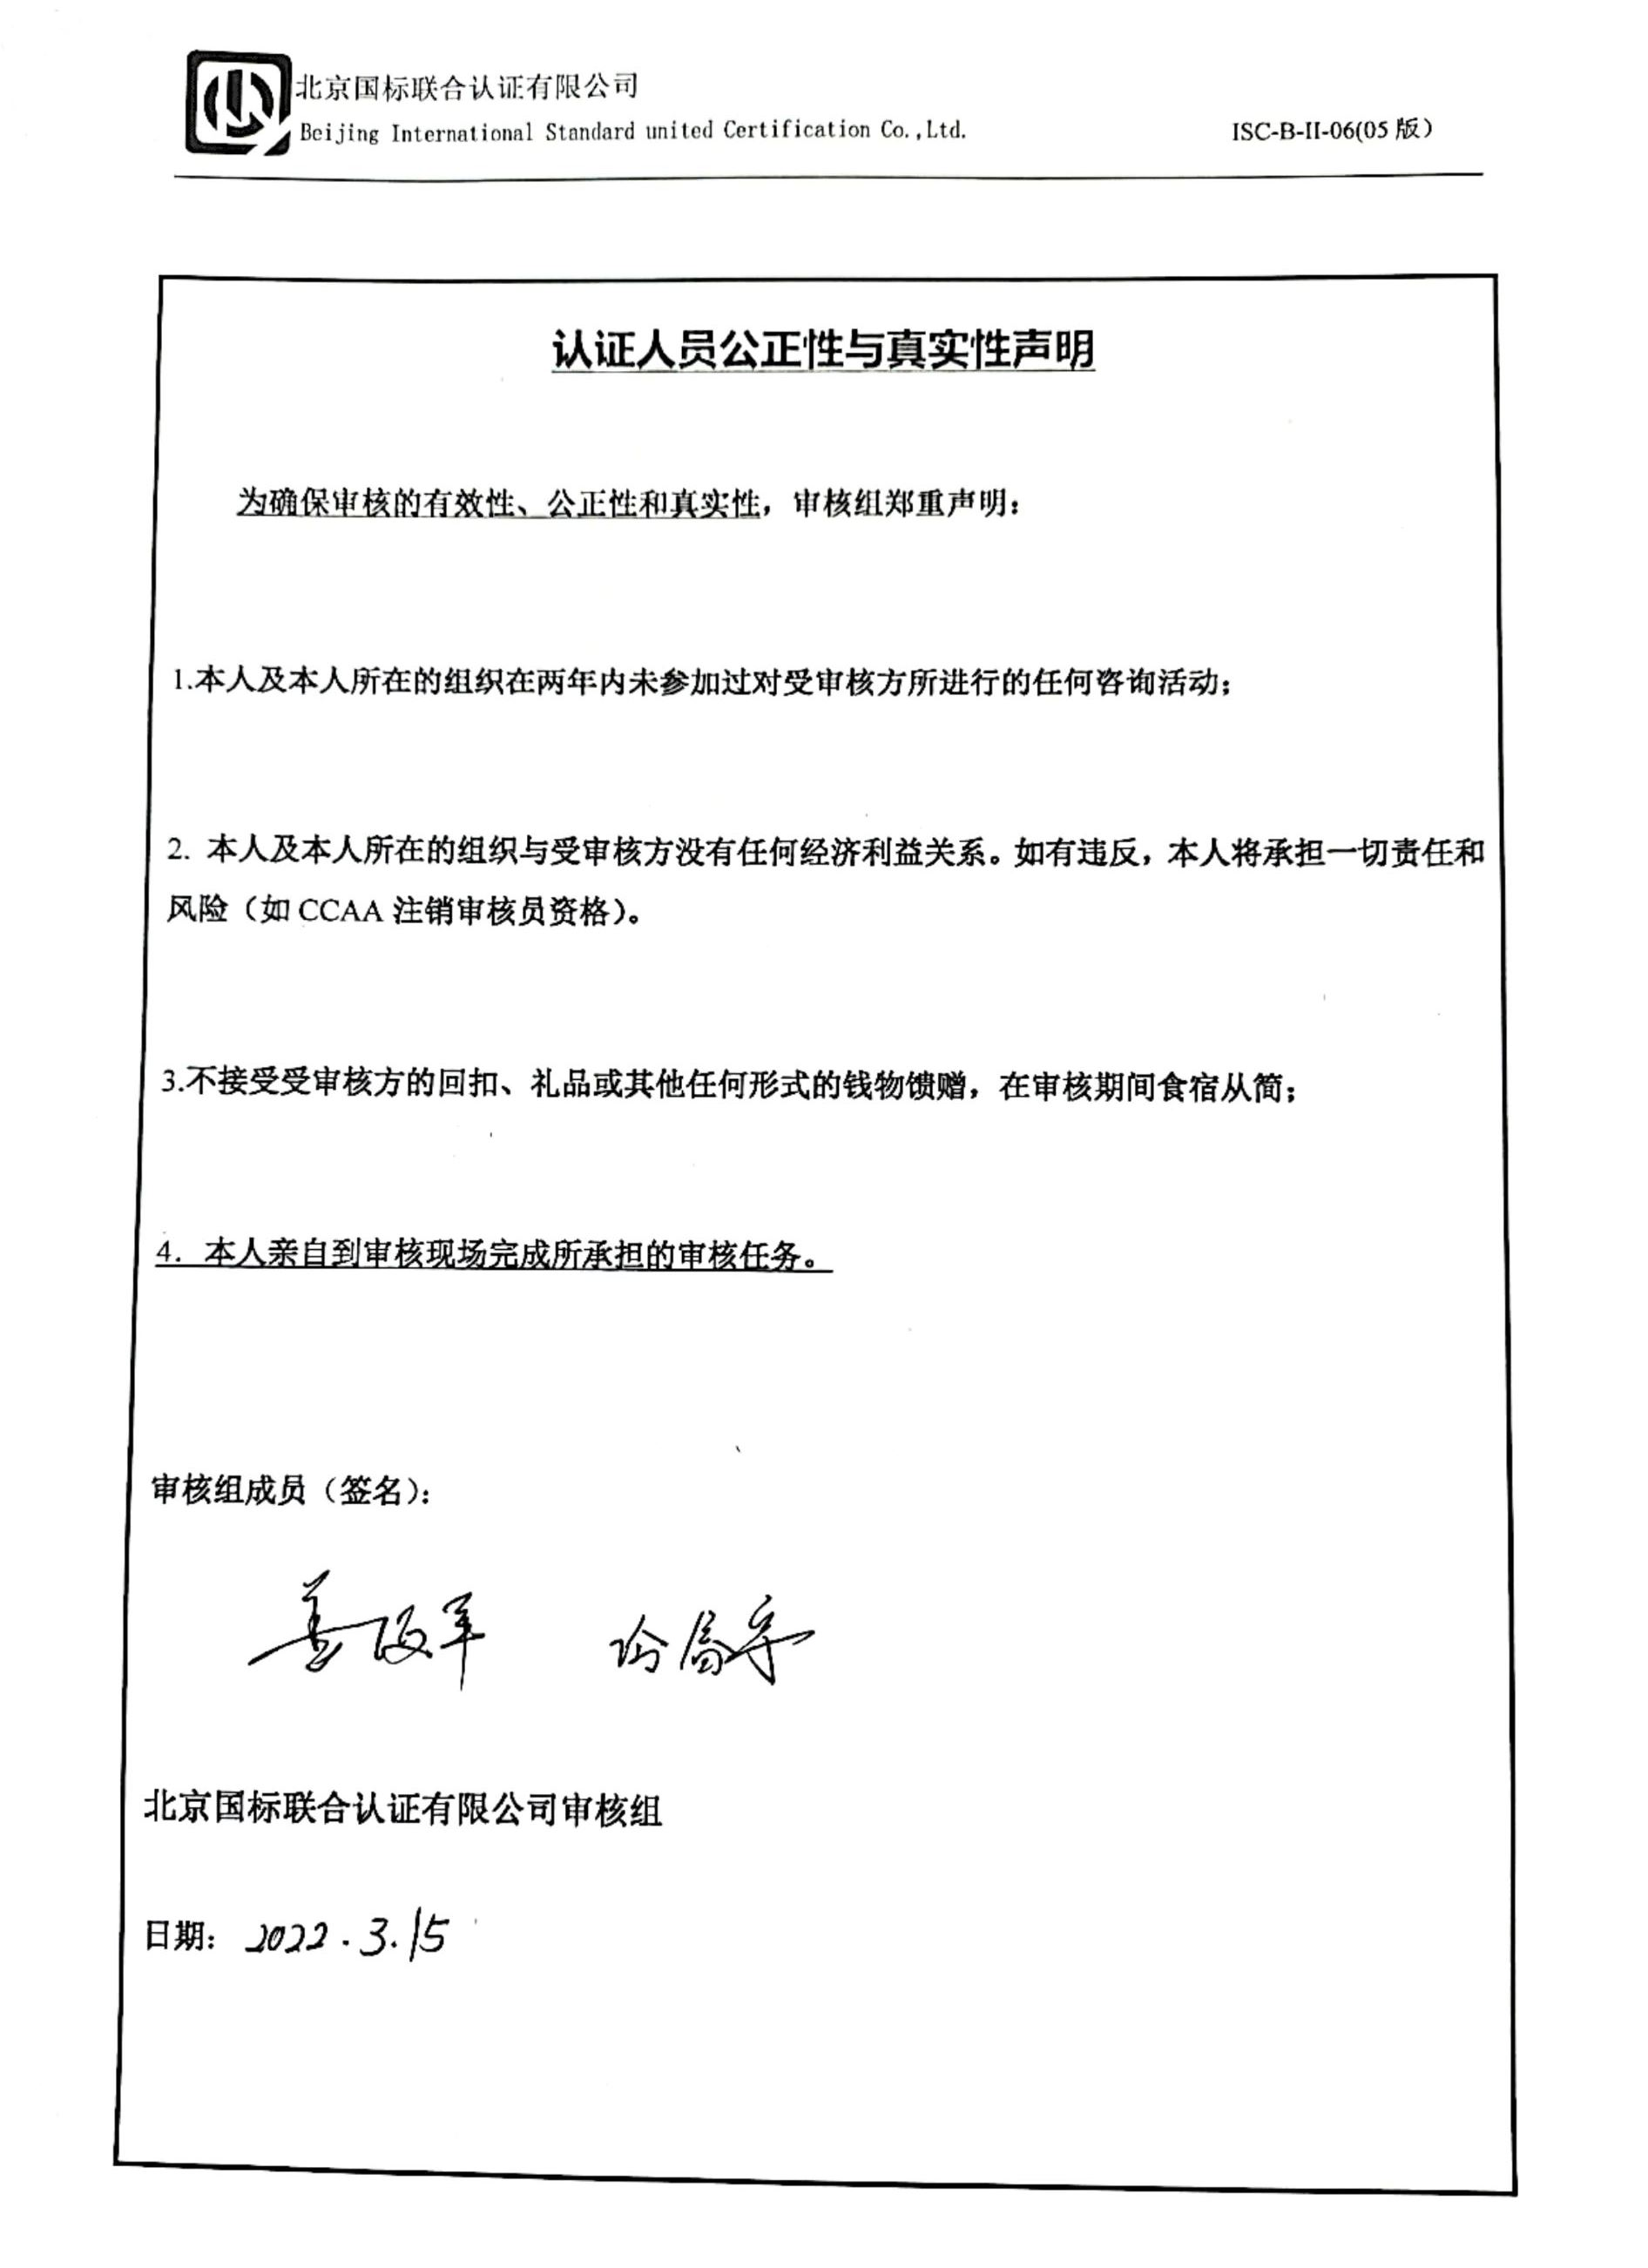 北京国标联合认证有限公司
Beijing International Standard united Certification Co.,Ltd.
ISC-B-II-06(05 版）
认证人员公正性与真实性声明
为确保审核的有效性、公正性和真实性，审核组郑重声明：
1.本人及本人所在的组织在两年内未参加过对受审核方所进行的任何咨询活动；
2. 本人及本人所在的组织与受审核方没有任何经济利益关系。如有违反，本人将承担一切责任和
风险（如 CCAA 注销审核员资格）。
3.不接受受审核方的回扣、礼品或其他任何形式的钱物馈赠，在审核期间食宿从简；
4. 本人亲自到审核现场完成所承担的审核任务。
审核组成员（签名）：
北京国标联合认证有限公司审核组
日期： 2022.3.15